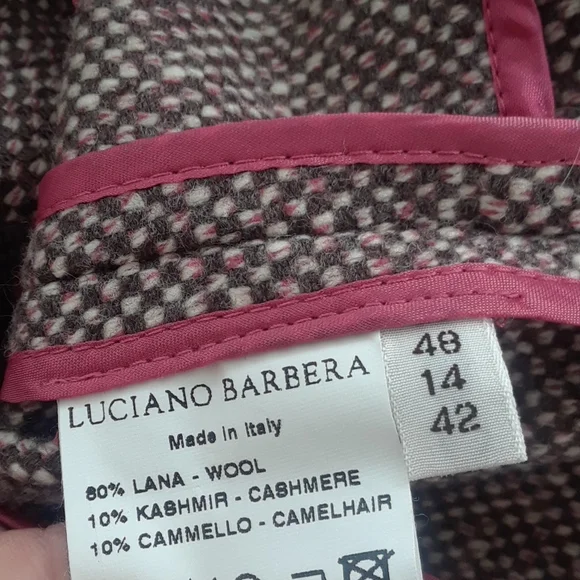 LUCIANO BARBERA
Made in Italy
80% LANA - WOOL
10% KASHMIR - CASHMERE
10% CAMMELLO - CAMELHAIR
48
14
42